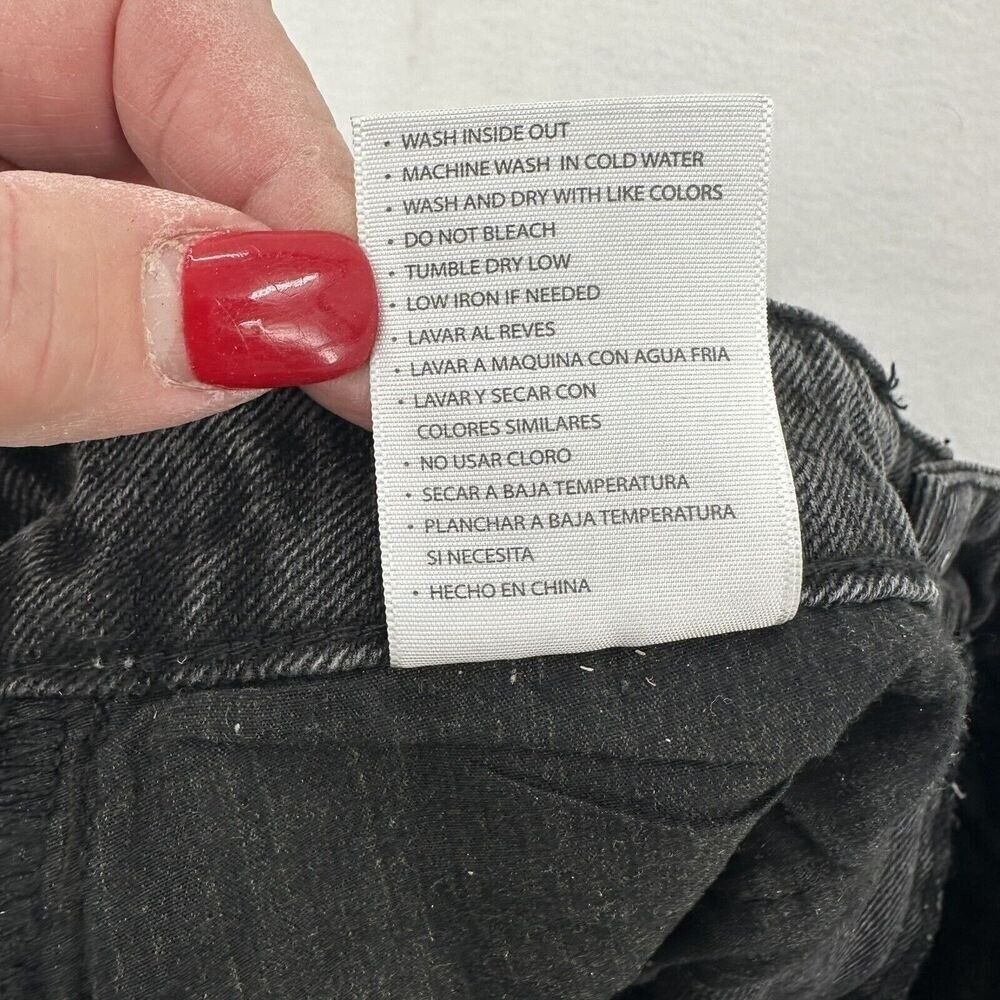 • WASH INSIDE OUT
• MACHINE WASH IN COLD WATER
• WASH AND DRY WITH LIKE COLORS
• DO NOT BLEACH
• TUMBLE DRY LOW
• LOW IRON IF NEEDED
• LAVAR AL REVES
• LAVAR A MAQUINA CON AGUA FRIA
• LAVAR Y SECAR CON
COLORES SIMILARES
• NO USAR CLORO
• SECAR A BAJA TEMPERATURA
• PLANCHAR A BAJA TEMPERATURA
SI NECESITA
• HECHO EN CHINA